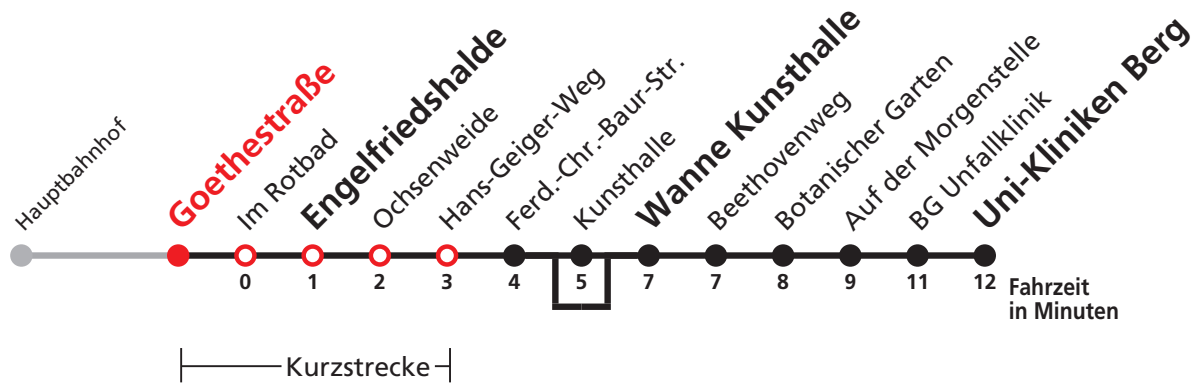 Hauptbahnhof
Goethestraße
Im Rotbad
Engelfriedshalde
Ochsenweide
Hans-Geiger-Weg
Ferd.-Chr.-Baur-Str.
Kunsthalle
Wanne Kunsthalle
Beethovenweg
Botanischer Garten
Auf der Morgenstelle
BG Unfallklinik
Uni-Kliniken Berg
0 1 2 3 4 5 7 7 8 9 11 12
Fahrzeit
in Minuten
Kurzstrecke